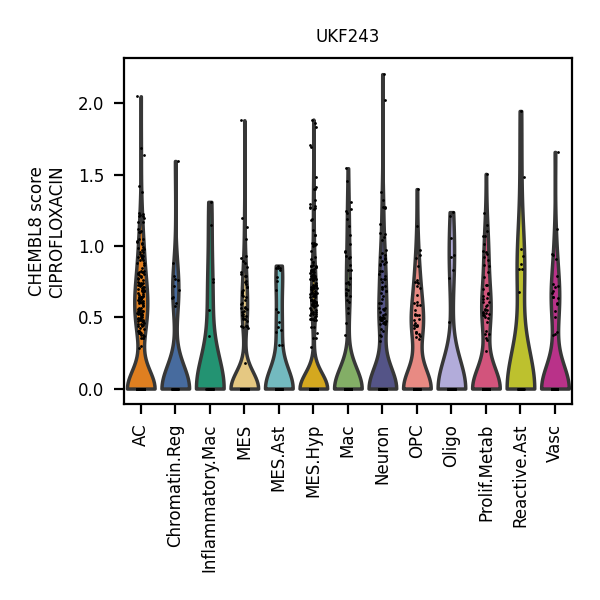 UKF243
CHEMBL8 score
CIPROFLOXACIN
2.0
1.5
1.0
0.5
0.0
AC
Chromatin.Reg
Inflammatory.Mac
MES
MES.Ast
MES.Hyp
Mac
Neuron
OPC
Oligo
Prolif.Metab
Reactive.Ast
Vasc